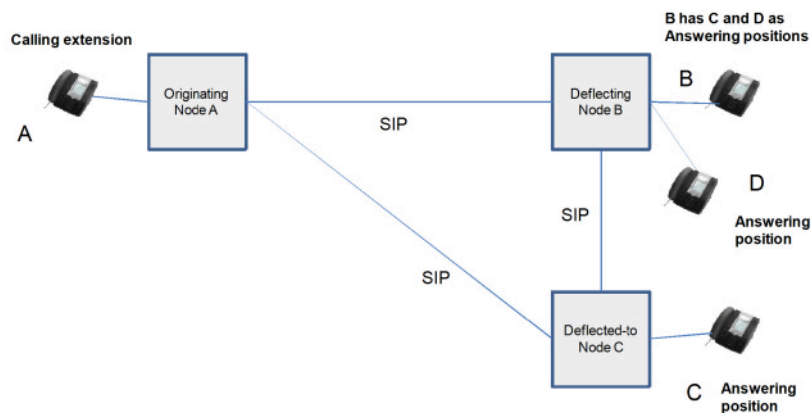 B has C and D as
Answering positions
Calling extension
B
Originating
Node A
Deflecting
Node B
SIP
A
D
SIP
Answering
position
SIP
Deflected-to
Node C
C
Answering
position